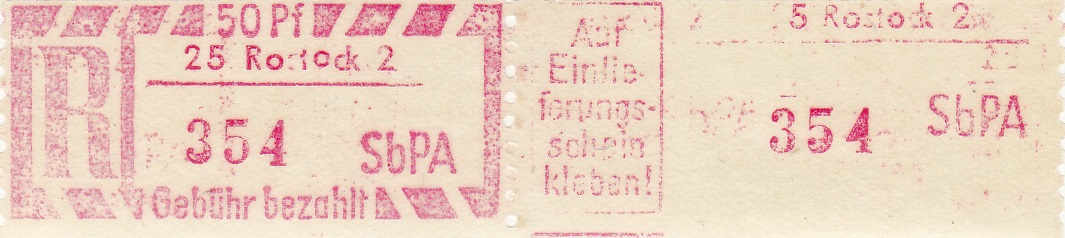 50 Pf
R
25 Rostock 2
354
SbPA
Gebühr bezahlt
Auf
Einlie-
ferungs-
schein
kleben!
5 Rostock 2
354
SbPA